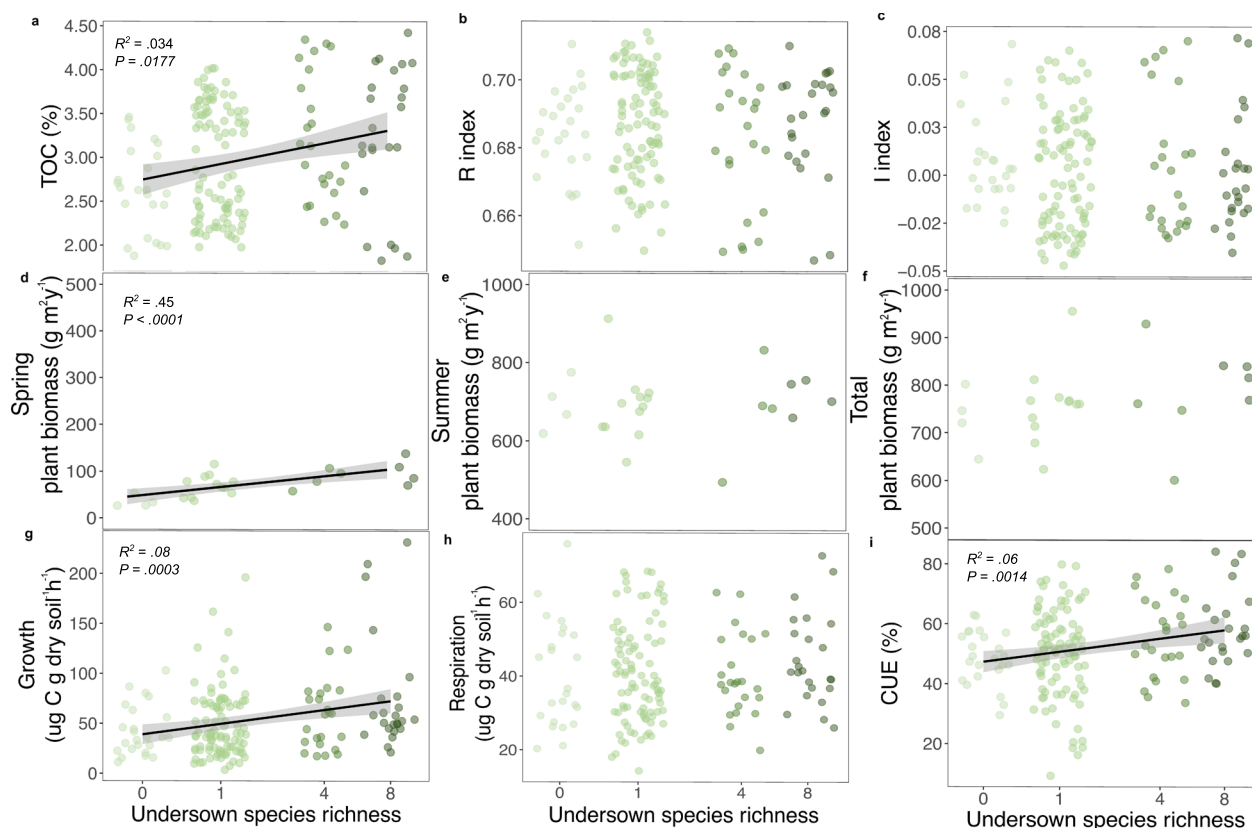 a
R² = .034
P = .0177
TOC (%)
4.50
4.00
3.50
3.00
2.50
2.00
b
R index
0.70
0.68
0.66
c
I index
0.08
0.05
0.03
0.00
−0.02
−0.05
d
R² = .45
P < .0001
Spring
plant biomass (g m²y⁻¹)
500
400
300
200
100
0
e
Summer
plant biomass (g m²y⁻¹)
1000
800
600
400
f
Total
plant biomass (g m²y⁻¹)
1000
900
800
700
600
500
g
R² = .08
P = .0003
Growth
(ug C g dry soil⁻¹h⁻¹)
200
150
100
50
0
0 1 4 8
Undersown species richness
h
Respiration
(ug C g dry soil⁻¹h⁻¹)
60
40
20
0 1 4 8
Undersown species richness
i
R² = .06
P = .0014
CUE (%)
80
60
40
20
0 1 4 8
Undersown species richness